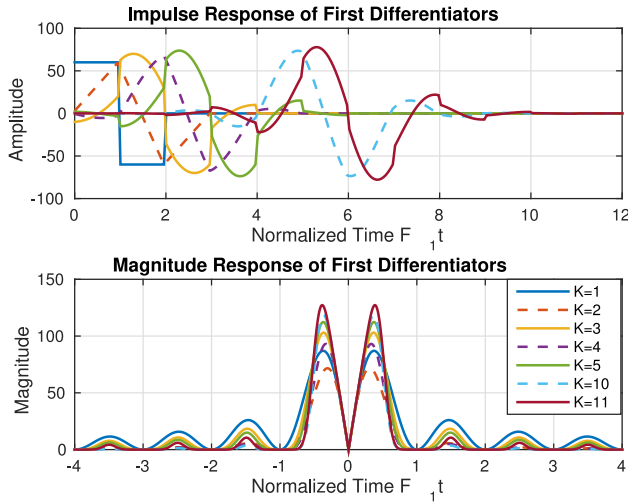 Impulse Response of First Differentiators
100
50
0
-50
-100
Amplitude
0 2 4 6 8 10 12
Normalized Time F 1t
Magnitude Response of First Differentiators
150
100
50
0
Magnitude
K=1
K=2
K=3
K=4
K=5
K=10
K=11
-4 -3 -2 -1 0 1 2 3 4
Normalized Time F 1t